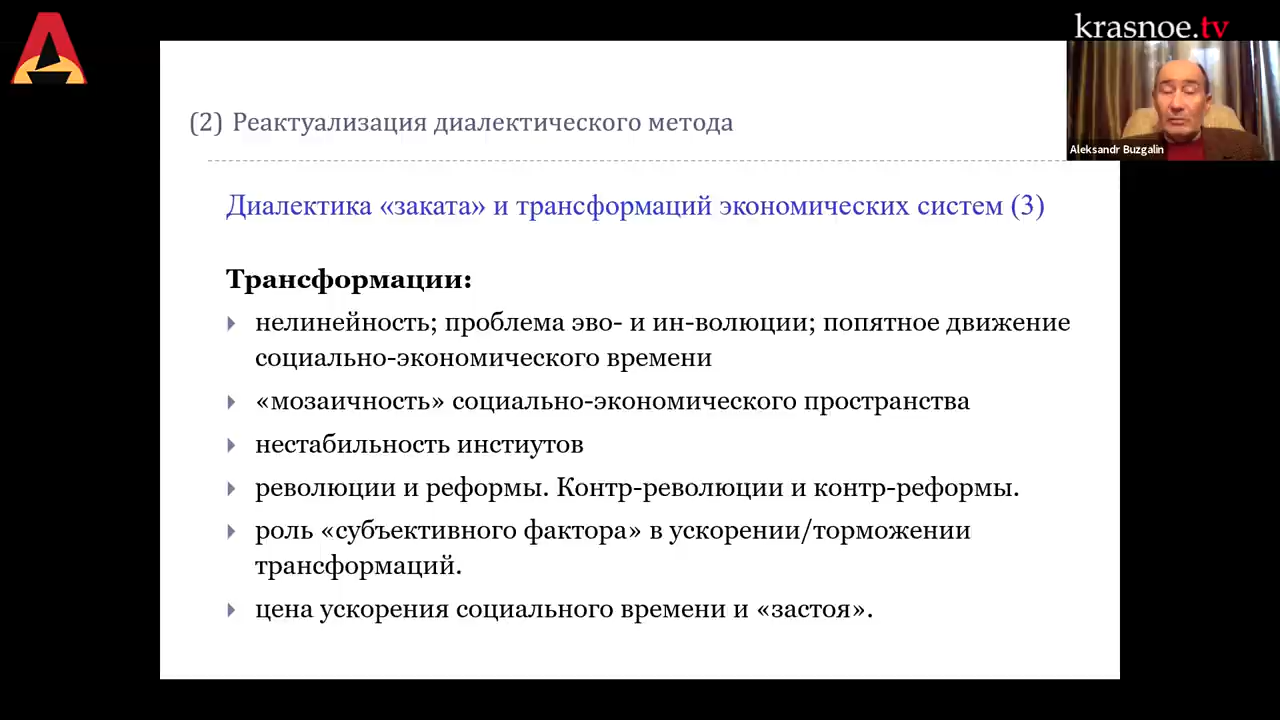 krasnoe.tv
Aleksandr Buzgalin
(2) Реактуализация диалектического метода
Диалектика «заката» и трансформаций экономических систем (3)
Трансформации:
нелинейность; проблема эво- и ин-волюции; попятное движение
социально-экономического времени
«мозаичность» социально-экономического пространства
нестабильность инстиутов
революции и реформы. Контр-революции и контр-реформы.
роль «субъективного фактора» в ускорении/торможении
трансформаций.
цена ускорения социального времени и «застоя».